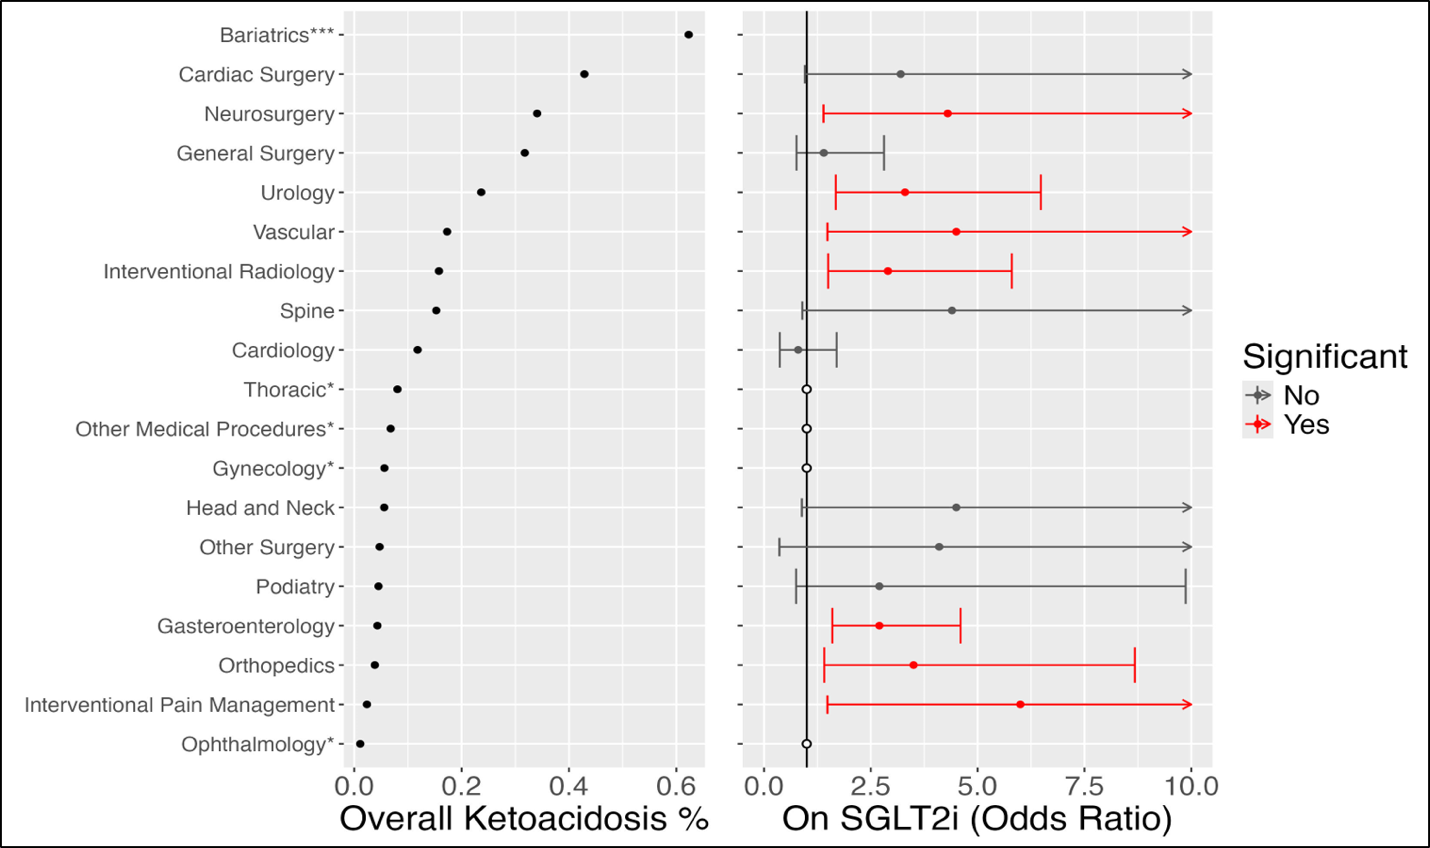 Bariatrics***
Cardiac Surgery
Neurosurgery
General Surgery
Urology
Vascular
Interventional Radiology
Spine
Cardiology
Thoracic*
Other Medical Procedures*
Gynecology*
Head and Neck
Other Surgery
Podiatry
Gasteroenterology
Orthopedics
Interventional Pain Management
Ophthalmology*
0.0 0.2 0.4 0.6
Overall Ketoacidosis %
0.0 2.5 5.0 7.5 10.0
On SGLT2i (Odds Ratio)
Significant
No
Yes